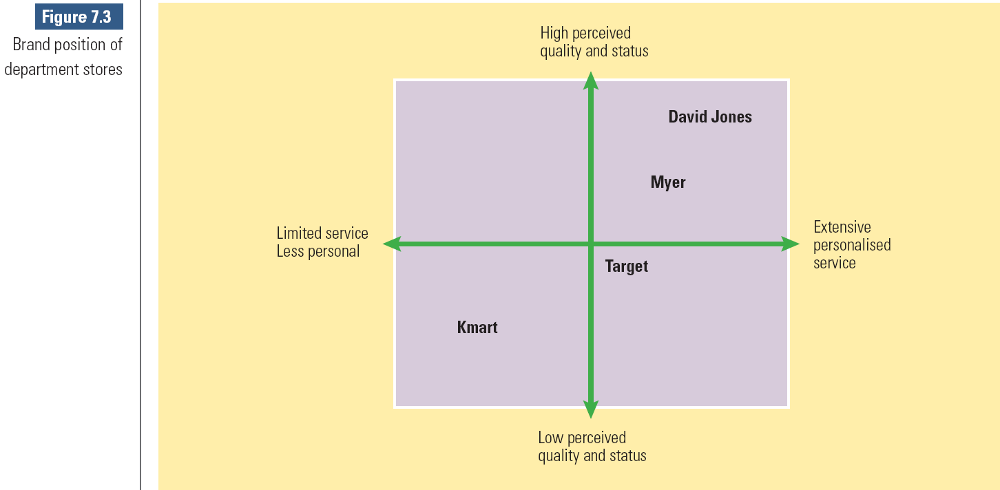 Figure 7.3
Brand position of
department stores
High perceived
quality and status
David Jones
Myer
Limited service
Less personal
Extensive
personalised
service
Target
Kmart
Low perceived
quality and status